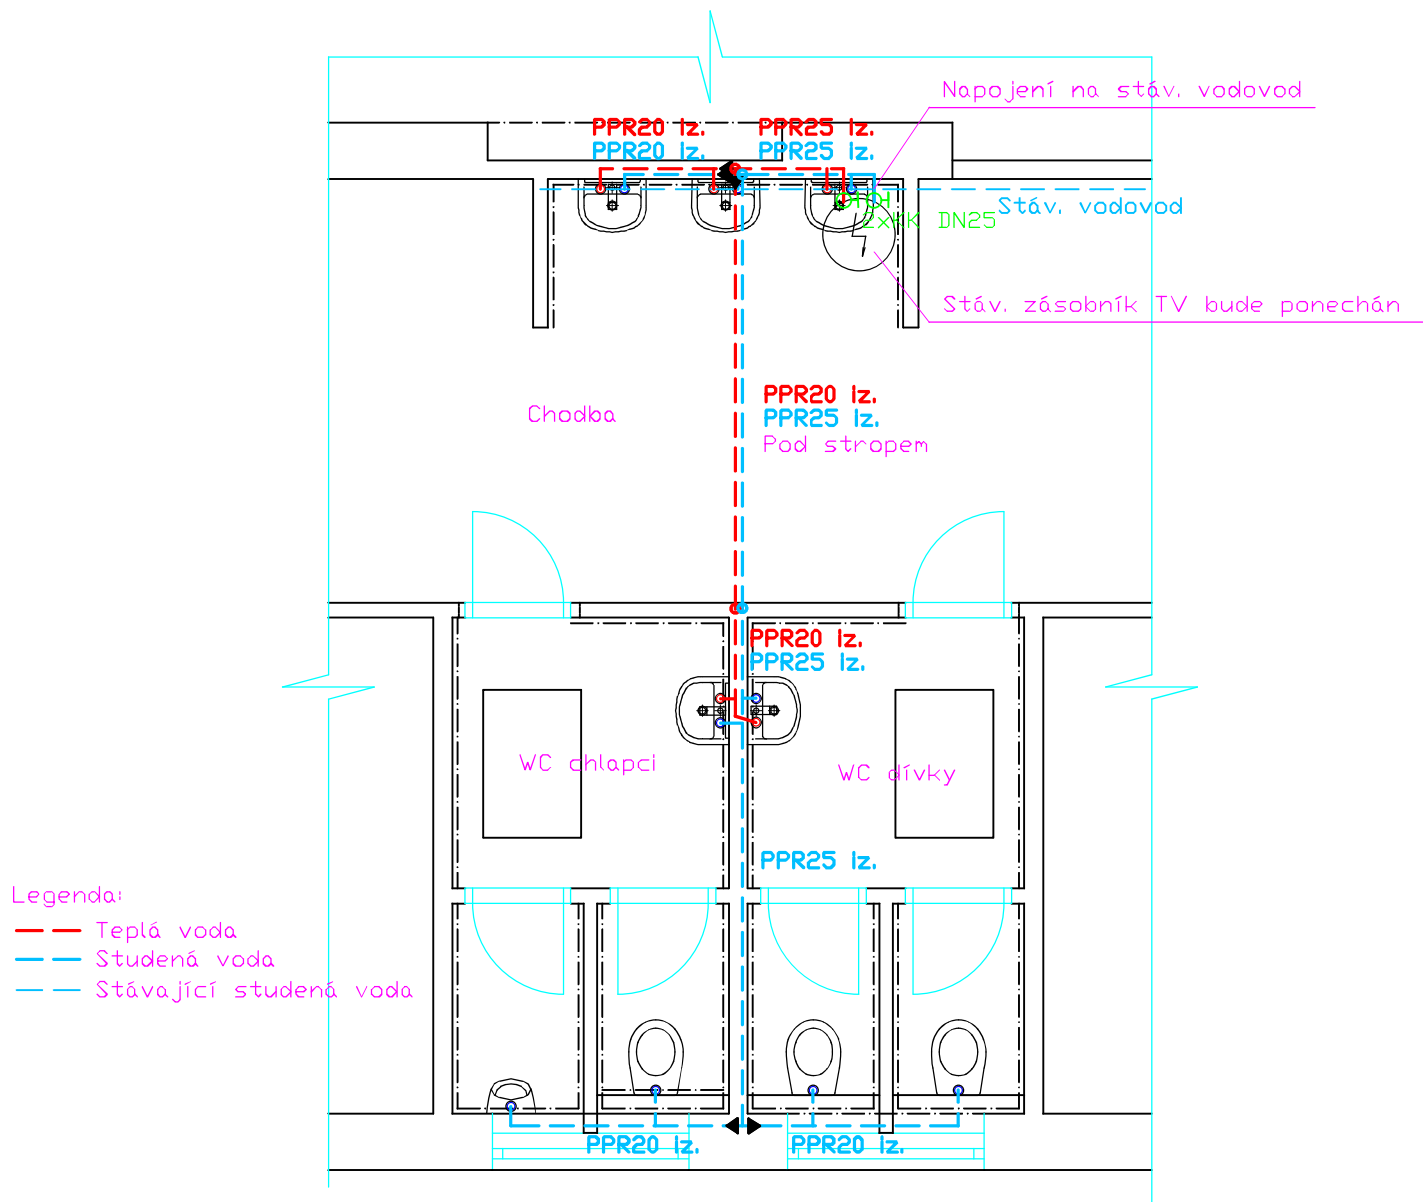 Napojení na stáv. vodovod
PPR20 iz.
PPR25 iz.
PPR20 iz.
PPR25 iz.
Stáv. vodovod
2xKK DN25
Stáv. zásobník TV bude ponechán
PPR20 iz.
Chodba
PPR25 iz.
Pod stropem
PPR20 iz.
PPR25 iz.
WC chlapci
WC dívky
PPR25 iz.
Legenda:
Teplá voda
Studená voda
Stávající studená voda
PPR20 iz.
PPR20 iz.